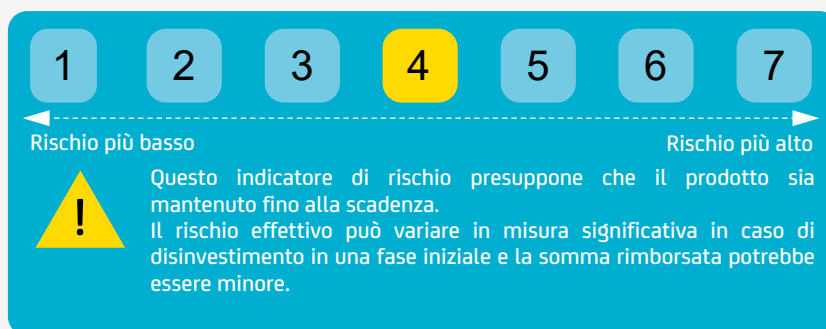 1 2 3 4 5 6 7
Rischio più basso Rischio più alto
!
Questo indicatore di rischio presuppone che il prodotto sia
mantenuto fino alla scadenza.
Il rischio effettivo può variare in misura significativa in caso di
disinvestimento in una fase iniziale e la somma rimborsata potrebbe
essere minore.